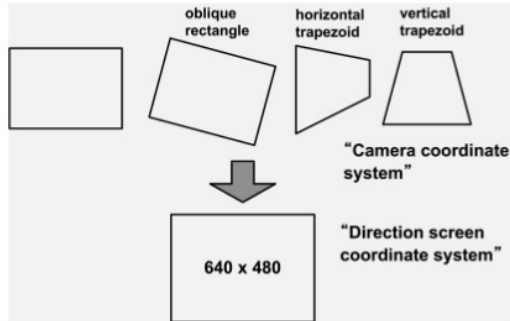 oblique
rectangle
horizontal
trapezoid
vertical
trapezoid
“Camera coordinate
system”
“Direction screen
coordinate system”
640 x 480